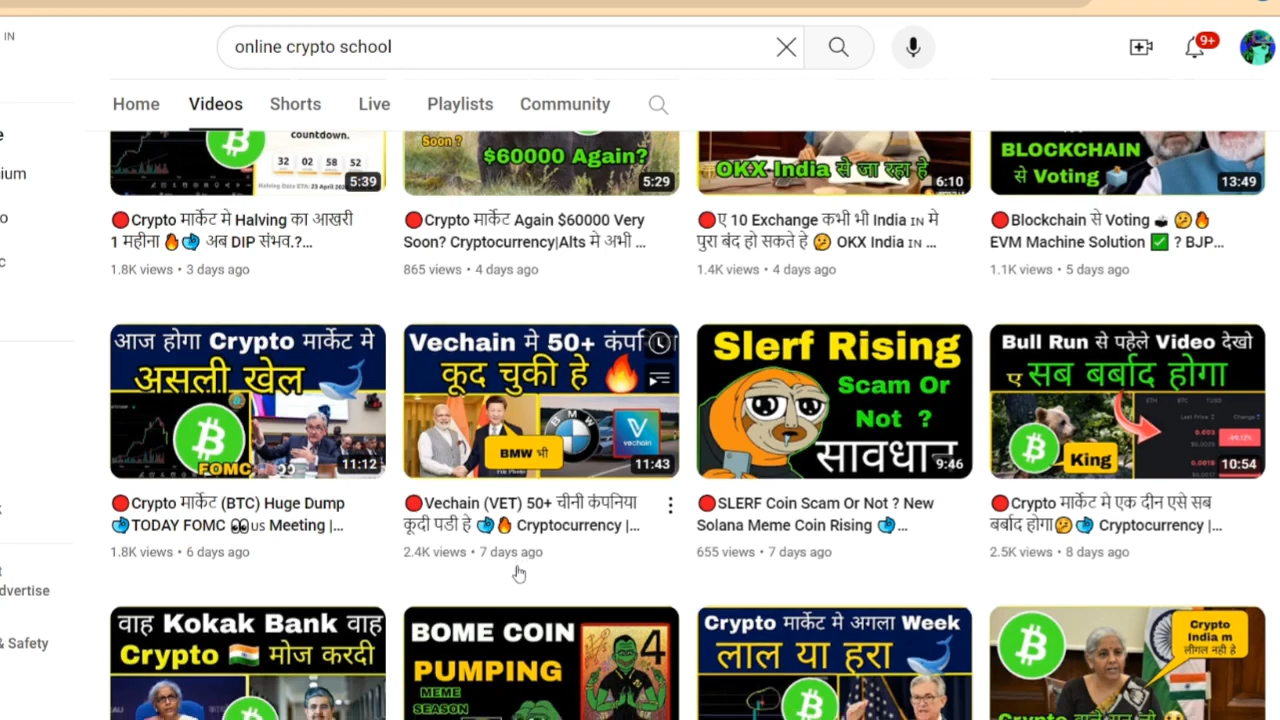 IN
online crypto school
9+
Home Videos Shorts Live Playlists Community
countdown.
32 02 58 52
5:39
Soon ?
$60000 Again?
5:29
OKX India से जा रहा हे
6:10
BLOCKCHAIN
से Voting
13:49
🔴Crypto मार्केट मे Halving का आखरी
1 महीना 🔥 अब DIP संभव.?...
1.8K views • 3 days ago
🔴Crypto मार्केट Again $60000 Very
Soon? Cryptocurrency|Alts मे अभी ...
865 views • 4 days ago
🔴ए 10 Exchange कभी भी India IN मे
पुरा बंद हो सकते हे 😕 OKX India IN ...
1.4K views • 4 days ago
🔴Blockchain से Voting 🗳 😕🔥
EVM Machine Solution ✅ ? BJP...
1.1K views • 5 days ago
आज होगा Crypto मार्केट मे
असली खेल
FOMC
11:12
Vechain मे 50+
कूद चुकी हे
BMW भी
vechain
11:43
Slerf Rising
Scam Or
Not ?
सावधान
9:46
Bull Run से पहेले Video देखो
ए सब बर्बाद होगा
King
10:54
🔴Crypto मार्केट (BTC) Huge Dump
TODAY FOMC 👀US Meeting |...
1.8K views • 6 days ago
🔴Vechain (VET) 50+ चीनी कंपनिया
कूदी पडी हे 🔥 Cryptocurrency |...
2.4K views • 7 days ago
🔴SLERF Coin Scam Or Not ? New
Solana Meme Coin Rising ...
655 views • 7 days ago
🔴Crypto मार्केट मे एक दीन एसे सब
बर्बाद होगा😕 Cryptocurrency |...
2.5K views • 8 days ago
वाह Kokak Bank वाह
Crypto 🇮🇳 मोज करदी
BOME COIN
PUMPING
MEME
SEASON
4
Crypto मार्केट मे अगला Week
लाल या हरा
Crypto
India m
लीगल नही हे
& Safety